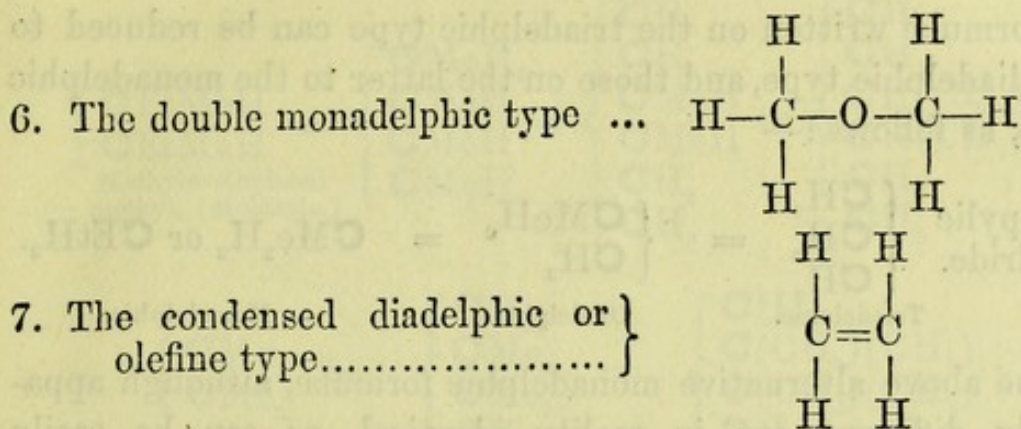 H H
6. The double monadelphic type ... H—C—O—C—H
H H
H H
7. The condensed diadelphic or
olefine type.....................
C=C
H H